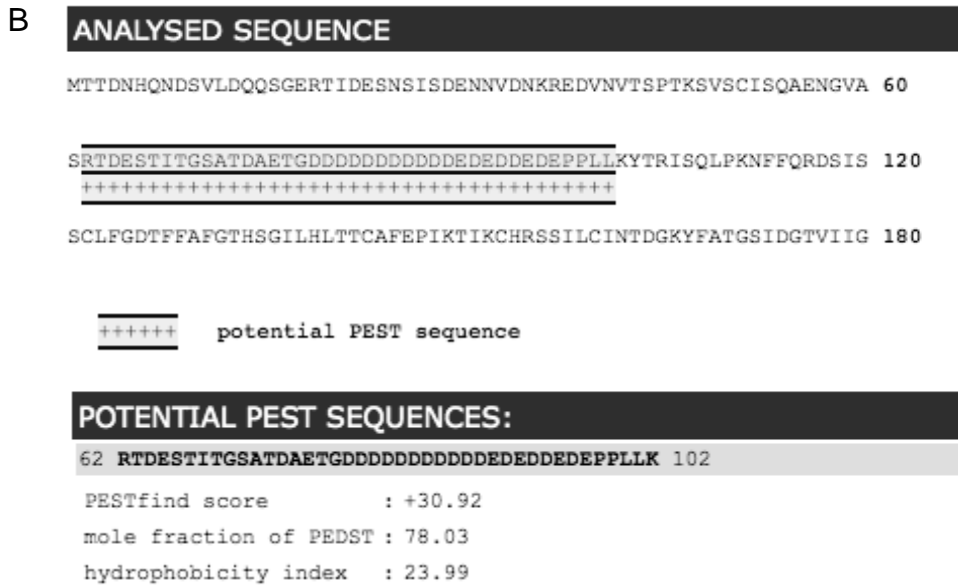 B
ANALYSED SEQUENCE
MTTDNHQNDSVLDQQSGERTIDESNSISDENNVDNKREDVNVTSPTKSVSCISQAENGVA 60
SRTDESTITGSATDAETGDDDDDDDDDDDEDEDDEDEPPLLKYTRISQLPKNFFQRDSIS 120
++++++++++++++++++++++++++++++++++++++++
SCLFGDTFFAFGTHSGILHLTTCAFEPIKTIKCHRSSILCINTDGKYFATGSIDGTVIIG 180
++++++ potential PEST sequence
POTENTIAL PEST SEQUENCES:
62 RTDESTITGSATDAETGDDDDDDDDDDDEDEDDEDEPPLLK 102
PESTfind score : +30.92
mole fraction of PEDST : 78.03
hydrophobicity index : 23.99